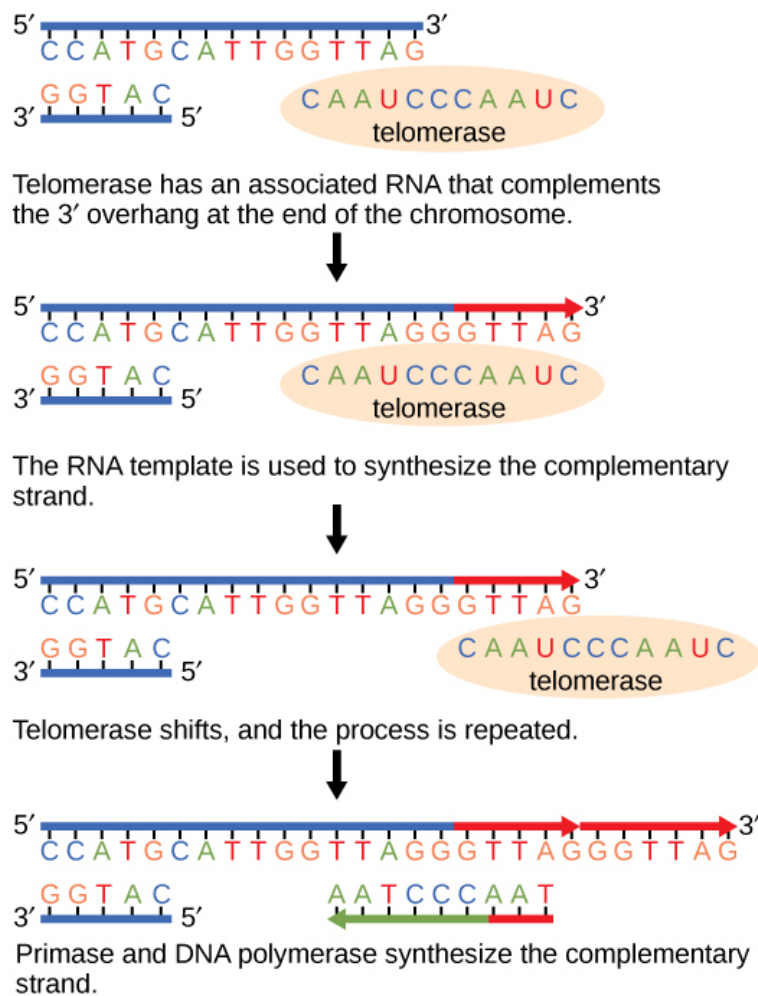 5′ 3′
CCATGCATTGGTTAG
GGTAC CAAUCCCAAUC
3′ 5′ telomerase
Telomerase has an associated RNA that complements
the 3′ overhang at the end of the chromosome.
5′ 3′
CCATGCATTGGTTAGGGTTAG
GGTAC CAAUCCCAAUC
3′ 5′ telomerase
The RNA template is used to synthesize the complementary
strand.
5′ 3′
CCATGCATTGGTTAGGGTTAG
GGTAC CAAUCCCAAUC
3′ 5′ telomerase
Telomerase shifts, and the process is repeated.
5′ 3′
CCATGCATTGGTTAGGGTTAGGGTTAG
GGTAC AATCCCAAT
3′ 5′
Primase and DNA polymerase synthesize the complementary
strand.